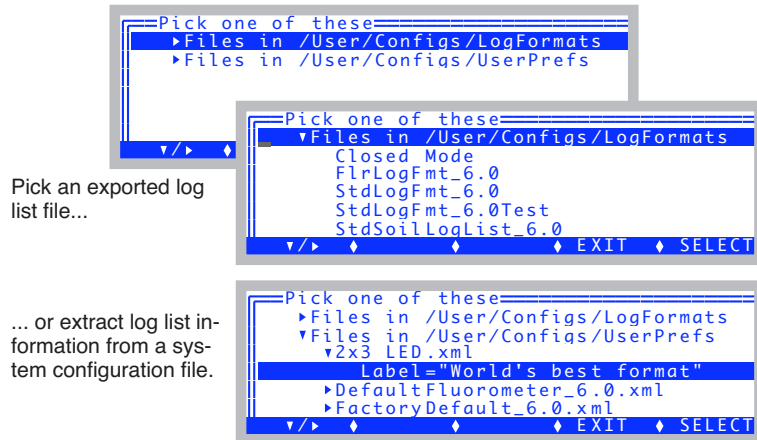 Pick one of these
▸Files in /User/Configs/LogFormats
▸Files in /User/Configs/UserPrefs
▾/▸ ♦
Pick one of these
▾Files in /User/Configs/LogFormats
Closed Mode
FlrLogFmt_6.0
StdLogFmt_6.0
StdLogFmt_6.0Test
StdSoilLogList_6.0
▾/▸ ♦ ♦ ♦ EXIT ♦ SELECT
Pick an exported log
list file...
Pick one of these
▸Files in /User/Configs/LogFormats
▾Files in /User/Configs/UserPrefs
▾2x3 LED.xml
Label="World's best format"
▸DefaultFluorometer_6.0.xml
▸FactoryDefault_6.0.xml
▾/▸ ♦ ♦ ♦ EXIT ♦ SELECT
... or extract log list in-
formation from a sys-
tem configuration file.